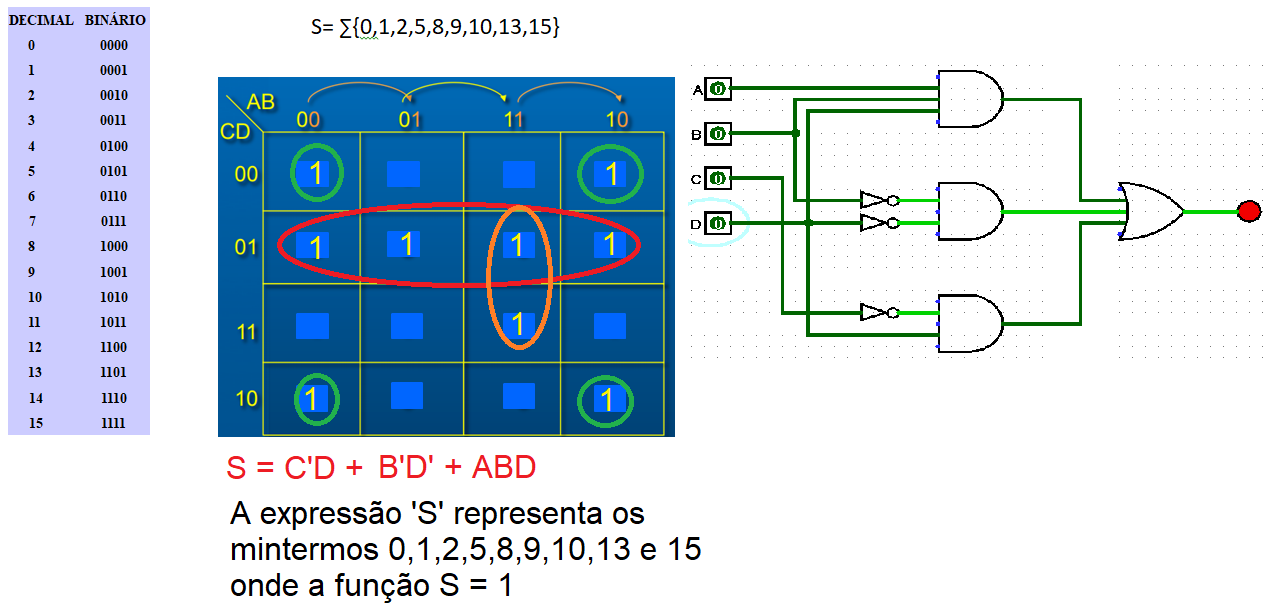 DECIMAL BINÁRIO
0 0000
1 0001
2 0010
3 0011
4 0100
5 0101
6 0110
7 0111
8 1000
9 1001
10 1010
11 1011
12 1100
13 1101
14 1110
15 1111
S= ∑{0,1,2,5,8,9,10,13,15}
AB
CD
00 01 11 10
00 1 1
01 1 1 1 1
11 1
10 1 1
S = C'D + B'D' + ABD
A expressão 'S' representa os
mintermos 0,1,2,5,8,9,10,13 e 15
onde a função S = 1
A 0
B 0
C 0
D 0